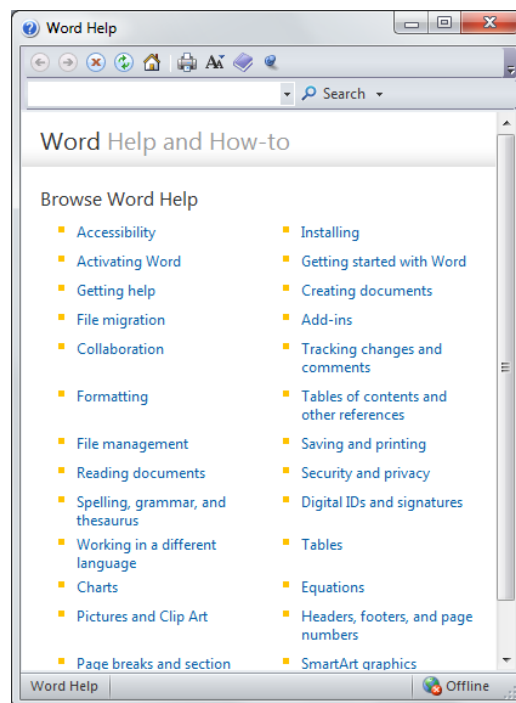 Word Help
Search
Word Help and How-to
Browse Word Help
Accessibility
Installing
Activating Word
Getting started with Word
Getting help
Creating documents
File migration
Add-ins
Collaboration
Tracking changes and
comments
Formatting
Tables of contents and
other references
File management
Saving and printing
Reading documents
Security and privacy
Spelling, grammar, and
thesaurus
Digital IDs and signatures
Working in a different
language
Tables
Charts
Equations
Pictures and Clip Art
Headers, footers, and page
numbers
Page breaks and section
SmartArt graphics
Word Help
Offline